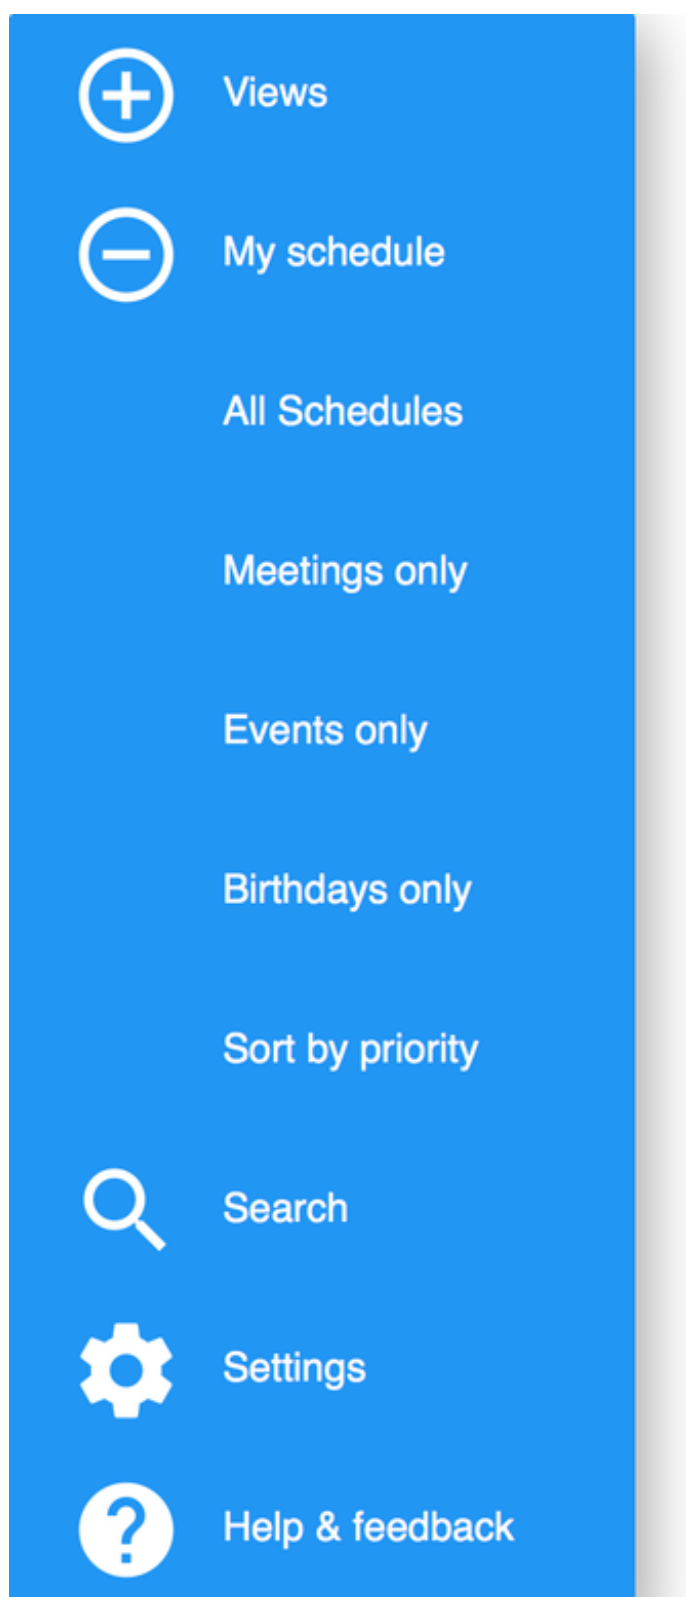 Views
My schedule
All Schedules
Meetings only
Events only
Birthdays only
Sort by priority
Search
Settings
Help & feedback